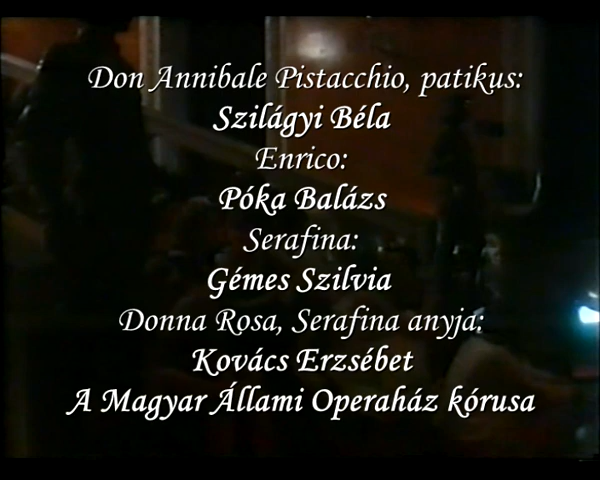 Don Annibale Pistacchio, patikus:
Szilágyi Béla
Enrico:
Póka Balázs
Serafina:
Gémes Szilvia
Donna Rosa, Serafina anyja:
Kovács Erzsébet
A Magyar Állami Operaház kórusa